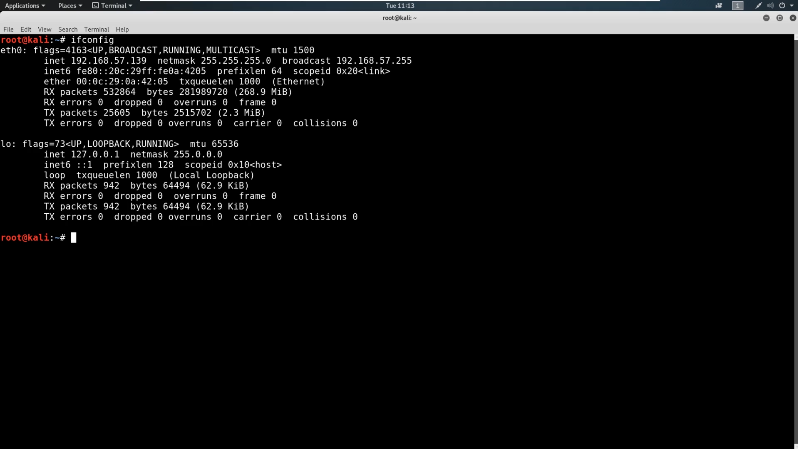 Applications Places Terminal Tue 11:13 1
root@kali: ~
File Edit View Search Terminal Help
root@kali:~# ifconfig
eth0: flags=4163<UP,BROADCAST,RUNNING,MULTICAST> mtu 1500
inet 192.168.57.139 netmask 255.255.255.0 broadcast 192.168.57.255
inet6 fe80::20c:29ff:fe0a:4205 prefixlen 64 scopeid 0x20<link>
ether 00:0c:29:0a:42:05 txqueuelen 1000 (Ethernet)
RX packets 532864 bytes 281989720 (268.9 MiB)
RX errors 0 dropped 0 overruns 0 frame 0
TX packets 25605 bytes 2515702 (2.3 MiB)
TX errors 0 dropped 0 overruns 0 carrier 0 collisions 0
lo: flags=73<UP,LOOPBACK,RUNNING> mtu 65536
inet 127.0.0.1 netmask 255.0.0.0
inet6 ::1 prefixlen 128 scopeid 0x10<host>
loop txqueuelen 1000 (Local Loopback)
RX packets 942 bytes 64494 (62.9 KiB)
RX errors 0 dropped 0 overruns 0 frame 0
TX packets 942 bytes 64494 (62.9 KiB)
TX errors 0 dropped 0 overruns 0 carrier 0 collisions 0
root@kali:~#